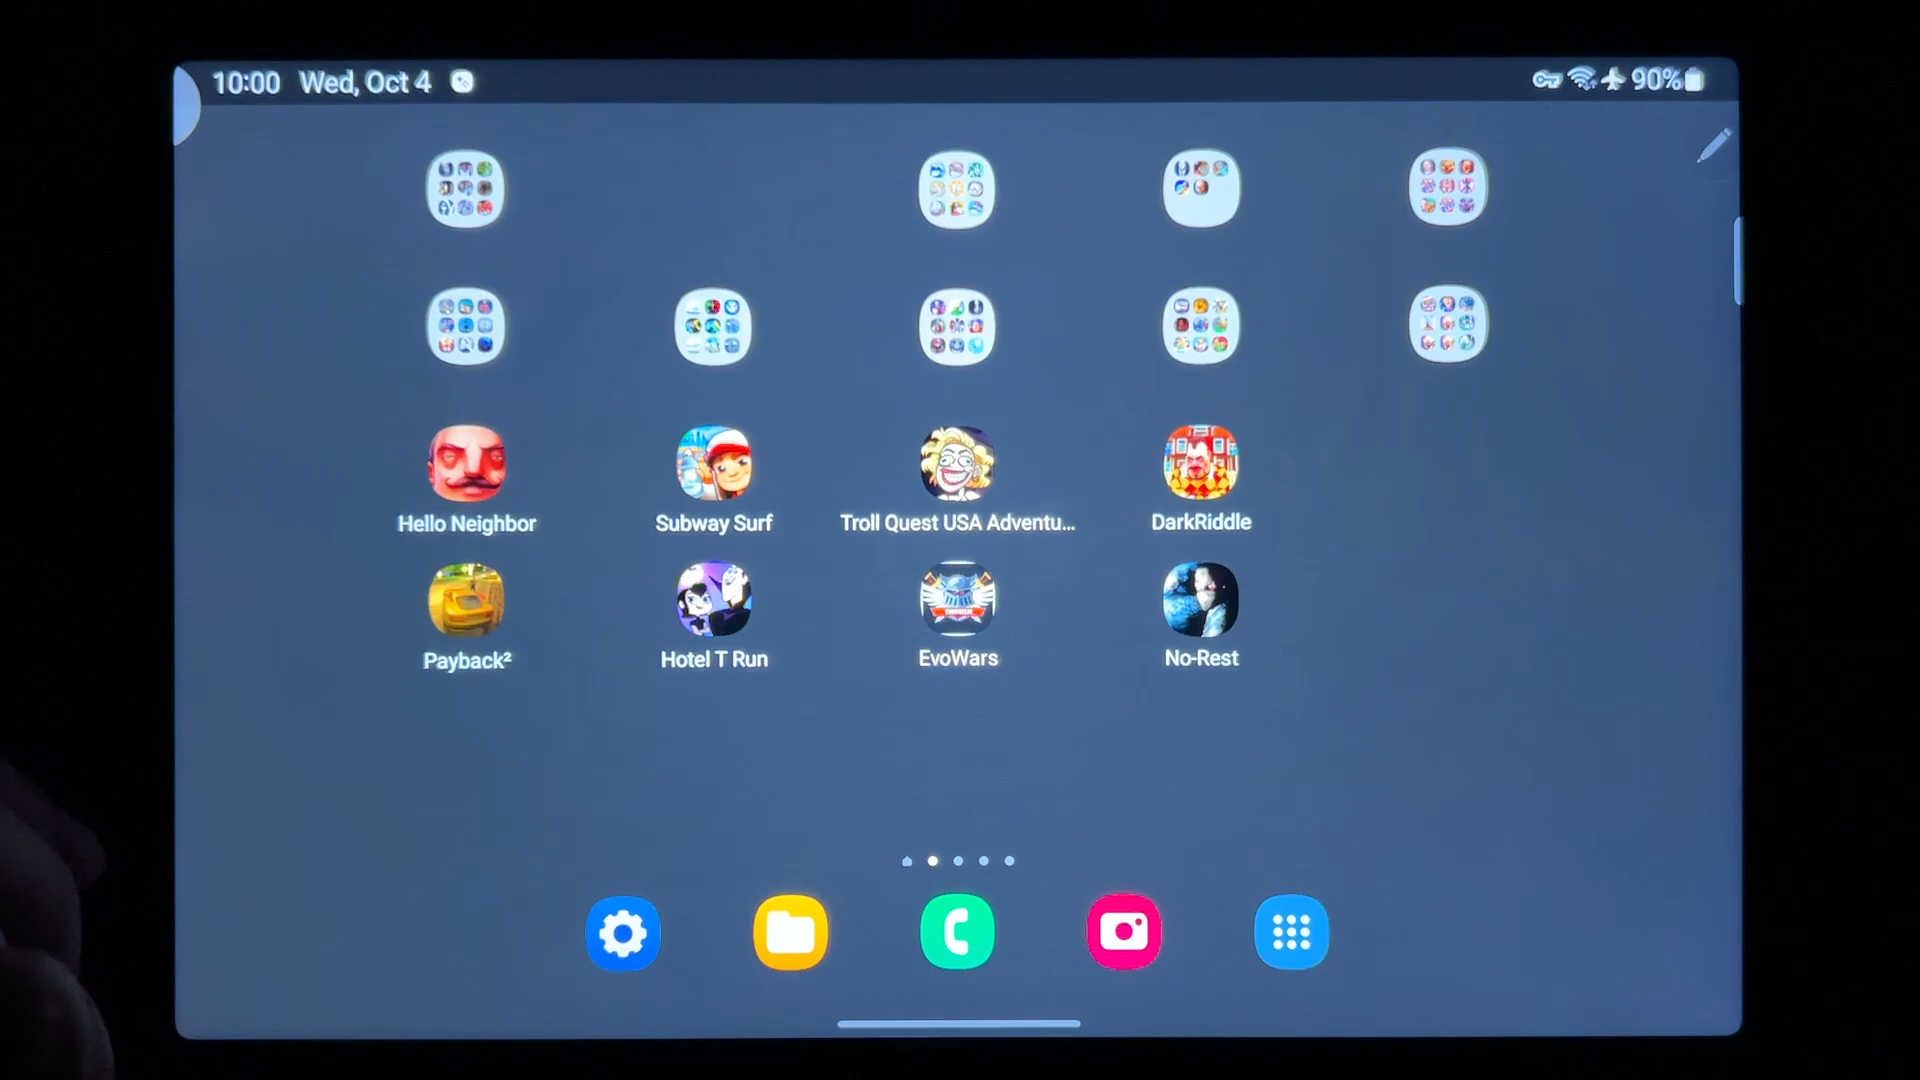 10:00 Wed, Oct 4
90%
Hello Neighbor
Subway Surf
Troll Quest USA Adventu...
DarkRiddle
Payback²
Hotel T Run
EvoWars
No-Rest